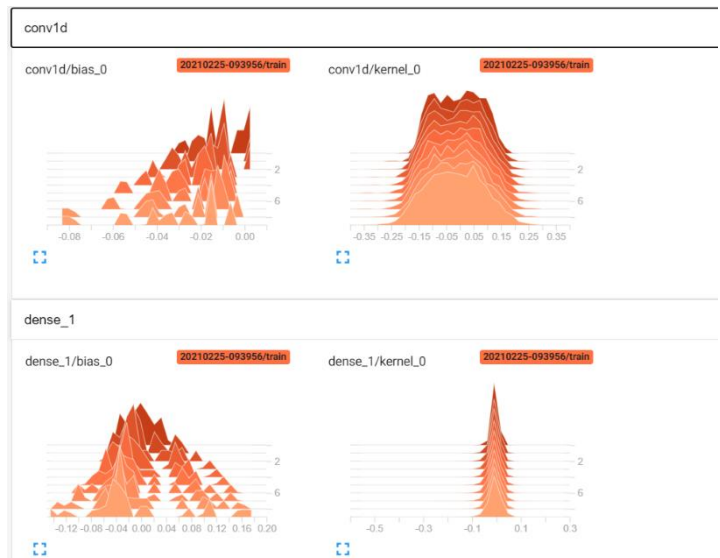 conv1d
conv1d/bias_0 20210225-093956/train conv1d/kernel_0 20210225-093956/train
2 2
6 6
-0.08 -0.06 -0.04 -0.02 0.00 -0.35 -0.25 -0.15 -0.05 0.05 0.15 0.25 0.35
dense_1
dense_1/bias_0 20210225-093956/train dense_1/kernel_0 20210225-093956/train
2 2
6 6
-0.12 -0.08 -0.04 0.00 0.04 0.08 0.12 0.16 0.20 -0.5 -0.3 -0.1 0.1 0.3